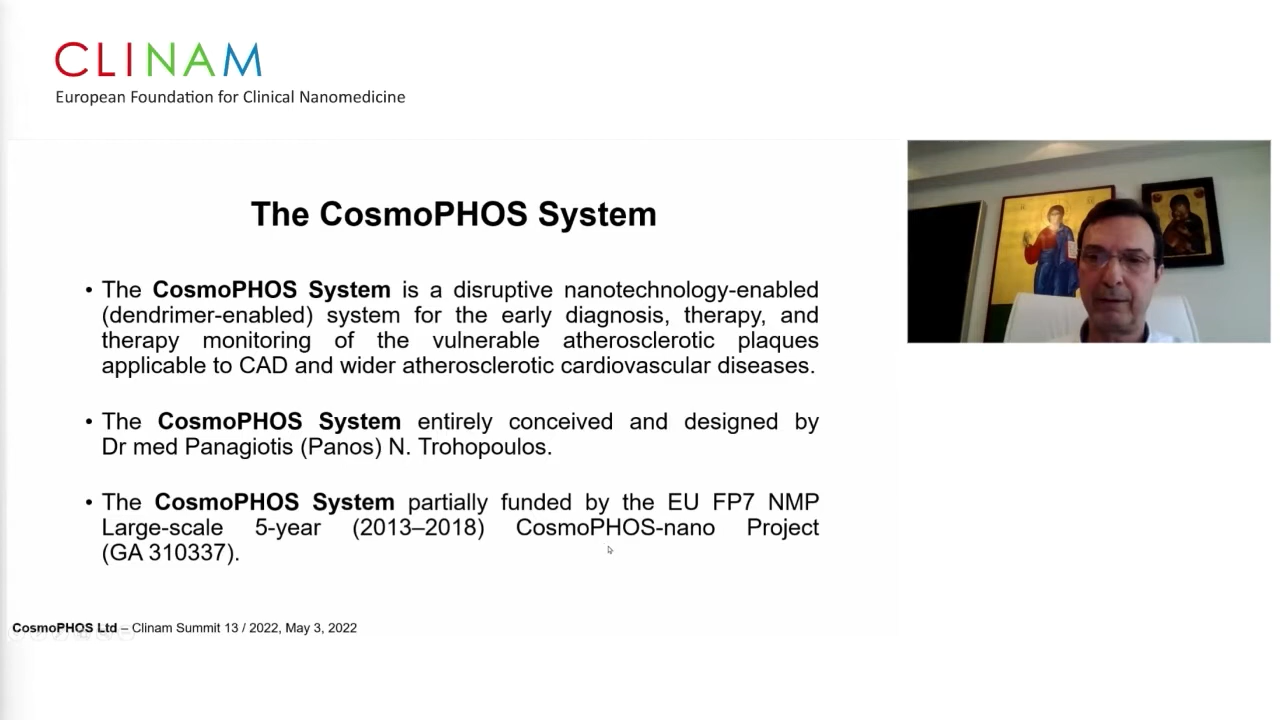 CLINAM
European Foundation for Clinical Nanomedicine
The CosmoPHOS System
• The CosmoPHOS System is a disruptive nanotechnology-enabled
(dendrimer-enabled) system for the early diagnosis, therapy, and
therapy monitoring of the vulnerable atherosclerotic plaques
applicable to CAD and wider atherosclerotic cardiovascular diseases.
• The CosmoPHOS System entirely conceived and designed by
Dr med Panagiotis (Panos) N. Trohopoulos.
• The CosmoPHOS System partially funded by the EU FP7 NMP
Large-scale 5-year (2013–2018) CosmoPHOS-nano Project
(GA 310337).
CosmoPHOS Ltd – Clinam Summit 13 / 2022, May 3, 2022